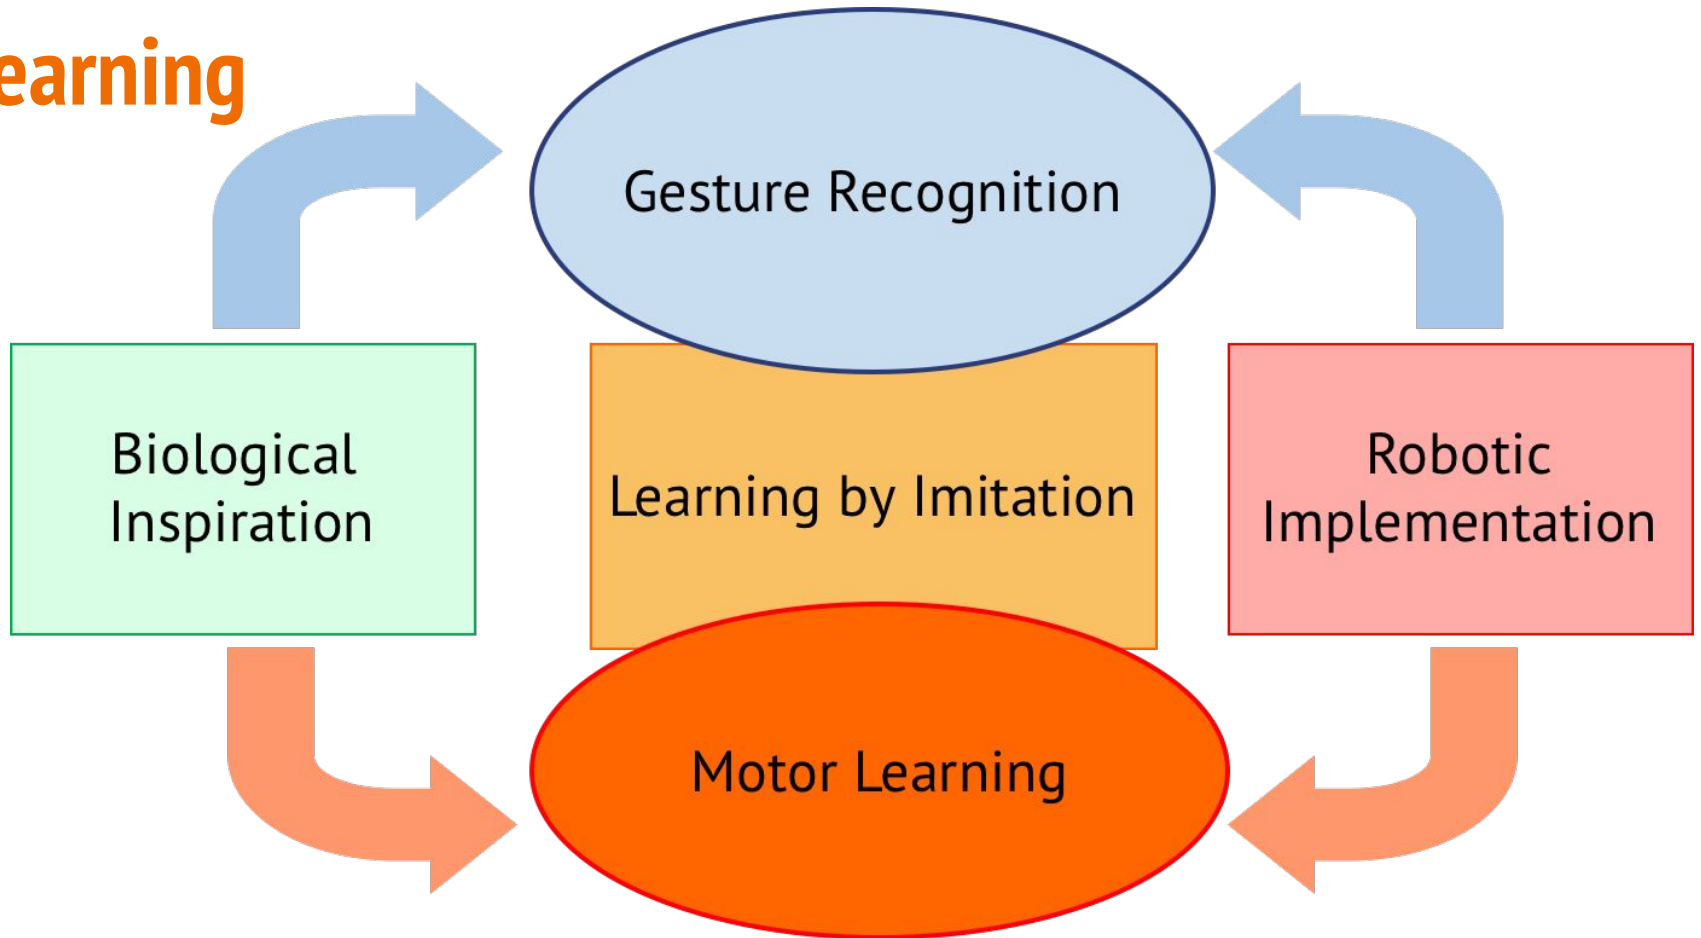 earning
Gesture Recognition
Biological
Inspiration
Learning by Imitation
Robotic
Implementation
Motor Learning